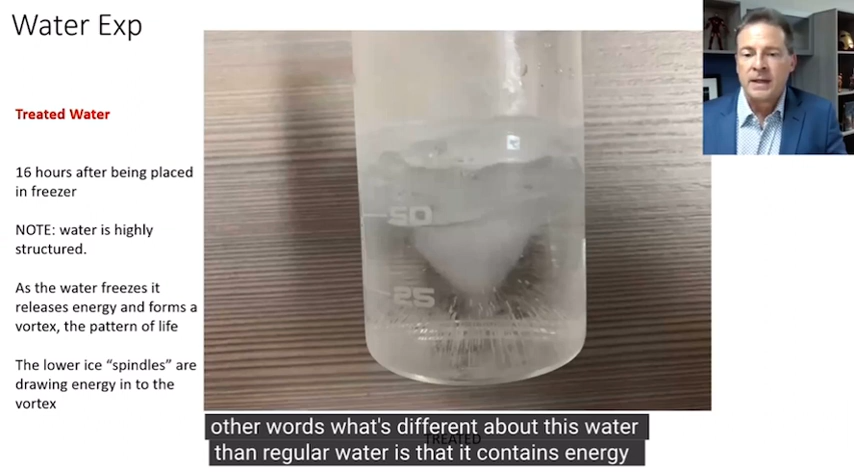 Water Exp
Treated Water
16 hours after being placed
in freezer
NOTE: water is highly
structured.
As the water freezes it
releases energy and forms a
vortex, the pattern of life
The lower ice “spindles” are
drawing energy in to the
vortex
50
25
TREATED
other words what's different about this water
than regular water is that it contains energy